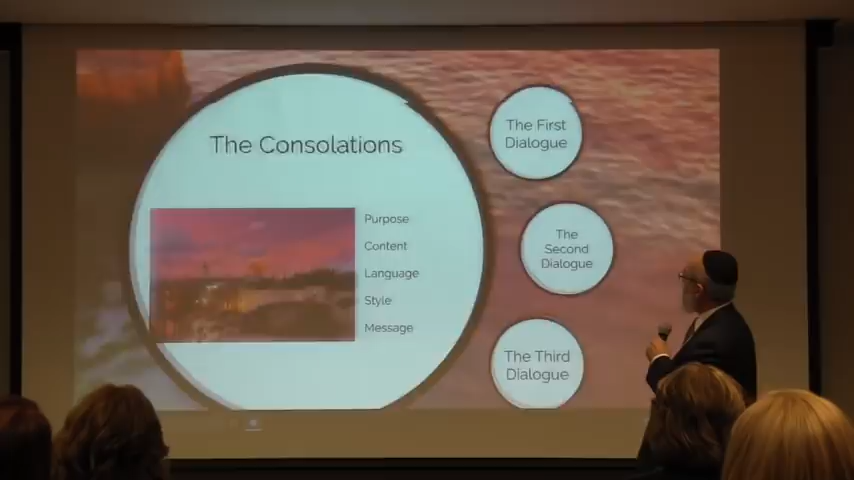 The Consolations
Purpose
Content
Language
Style
Message
The First
Dialogue
The
Second
Dialogue
The Third
Dialogue